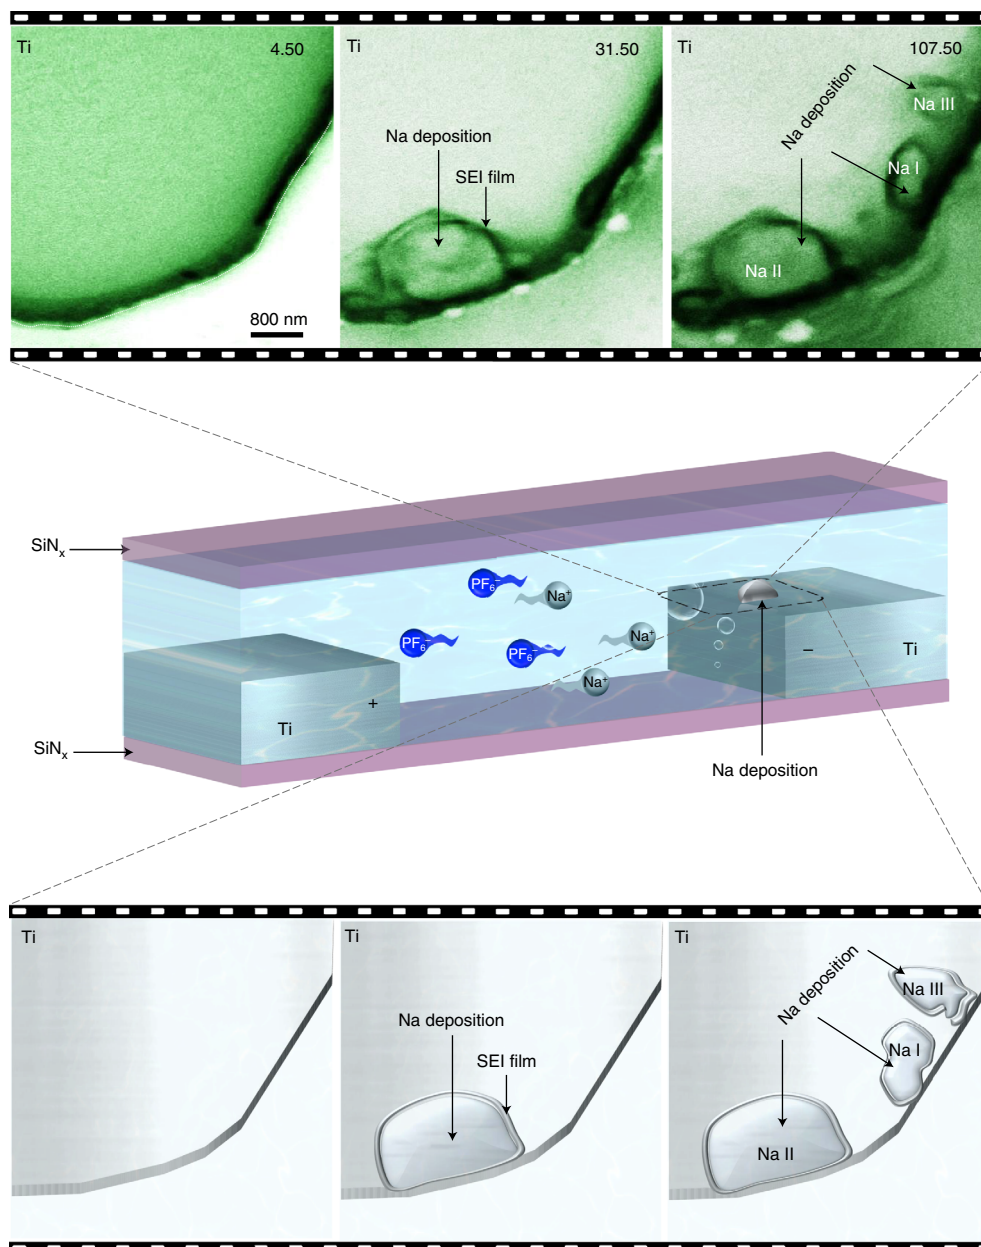 Ti
4.50
800 nm
31.50
Ti
Na deposition
SEI film
107.50
Ti
Na deposition
Na III
Na I
Na II
SiNₓ
PF₆⁻
Na⁺
PF₆⁻
PF₆⁻
Na⁺
Na⁺
Ti
+
−
Ti
SiNₓ
Na deposition
Ti
Ti
Na deposition
SEI film
Ti
Na deposition
Na III
Na I
Na II